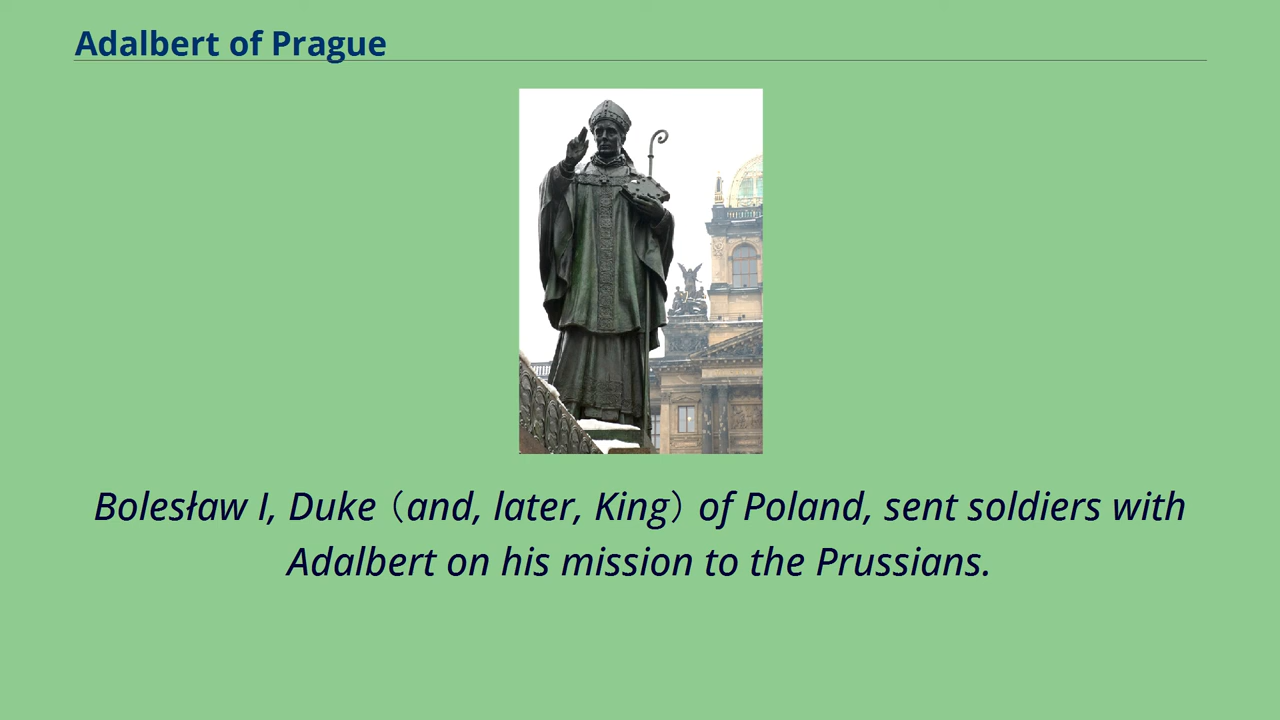 Adalbert of Prague
Bolesław I, Duke (and, later, King) of Poland, sent soldiers with
Adalbert on his mission to the Prussians.